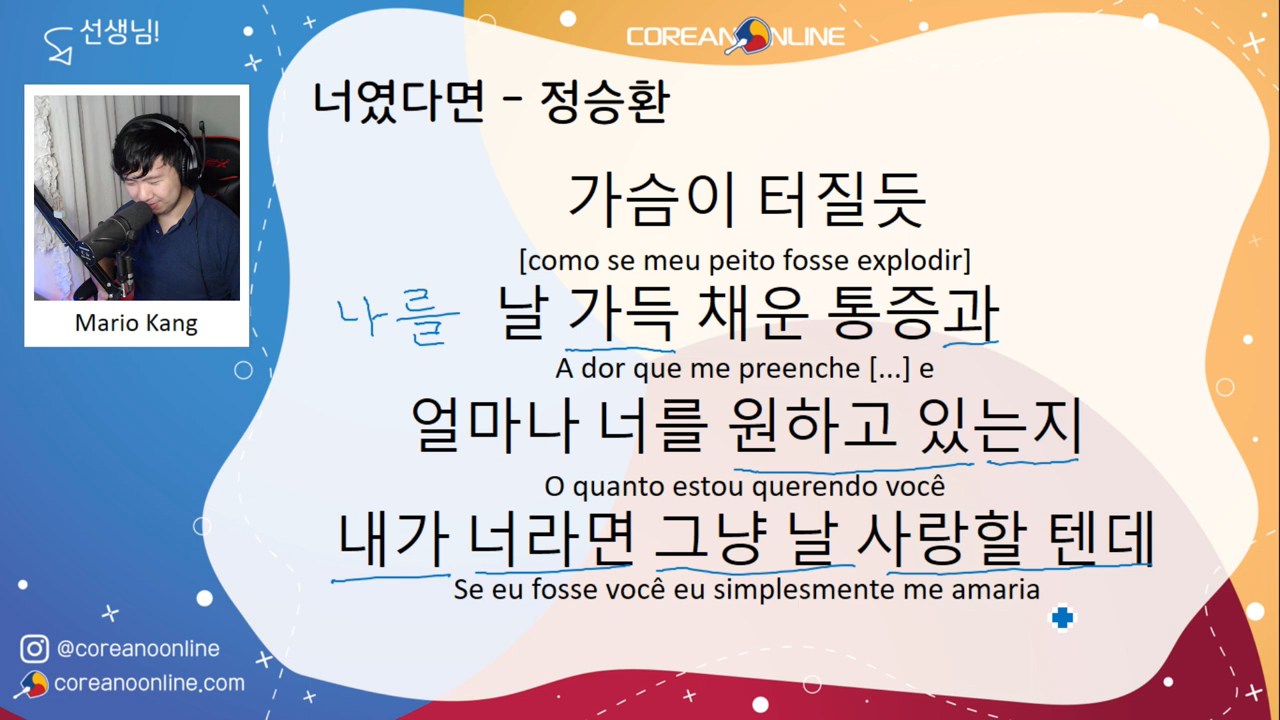 선생님!
COREANO ONLINE
Mario Kang
너였다면 - 정승환
가슴이 터질듯
[como se meu peito fosse explodir]
나를 날 가득 채운 통증과
A dor que me preenche [...] e
얼마나 너를 원하고 있는지
O quanto estou querendo você
내가 너라면 그냥 날 사랑할 텐데
Se eu fosse você eu simplesmente me amaria
@coreanoonline
coreanoonline.com